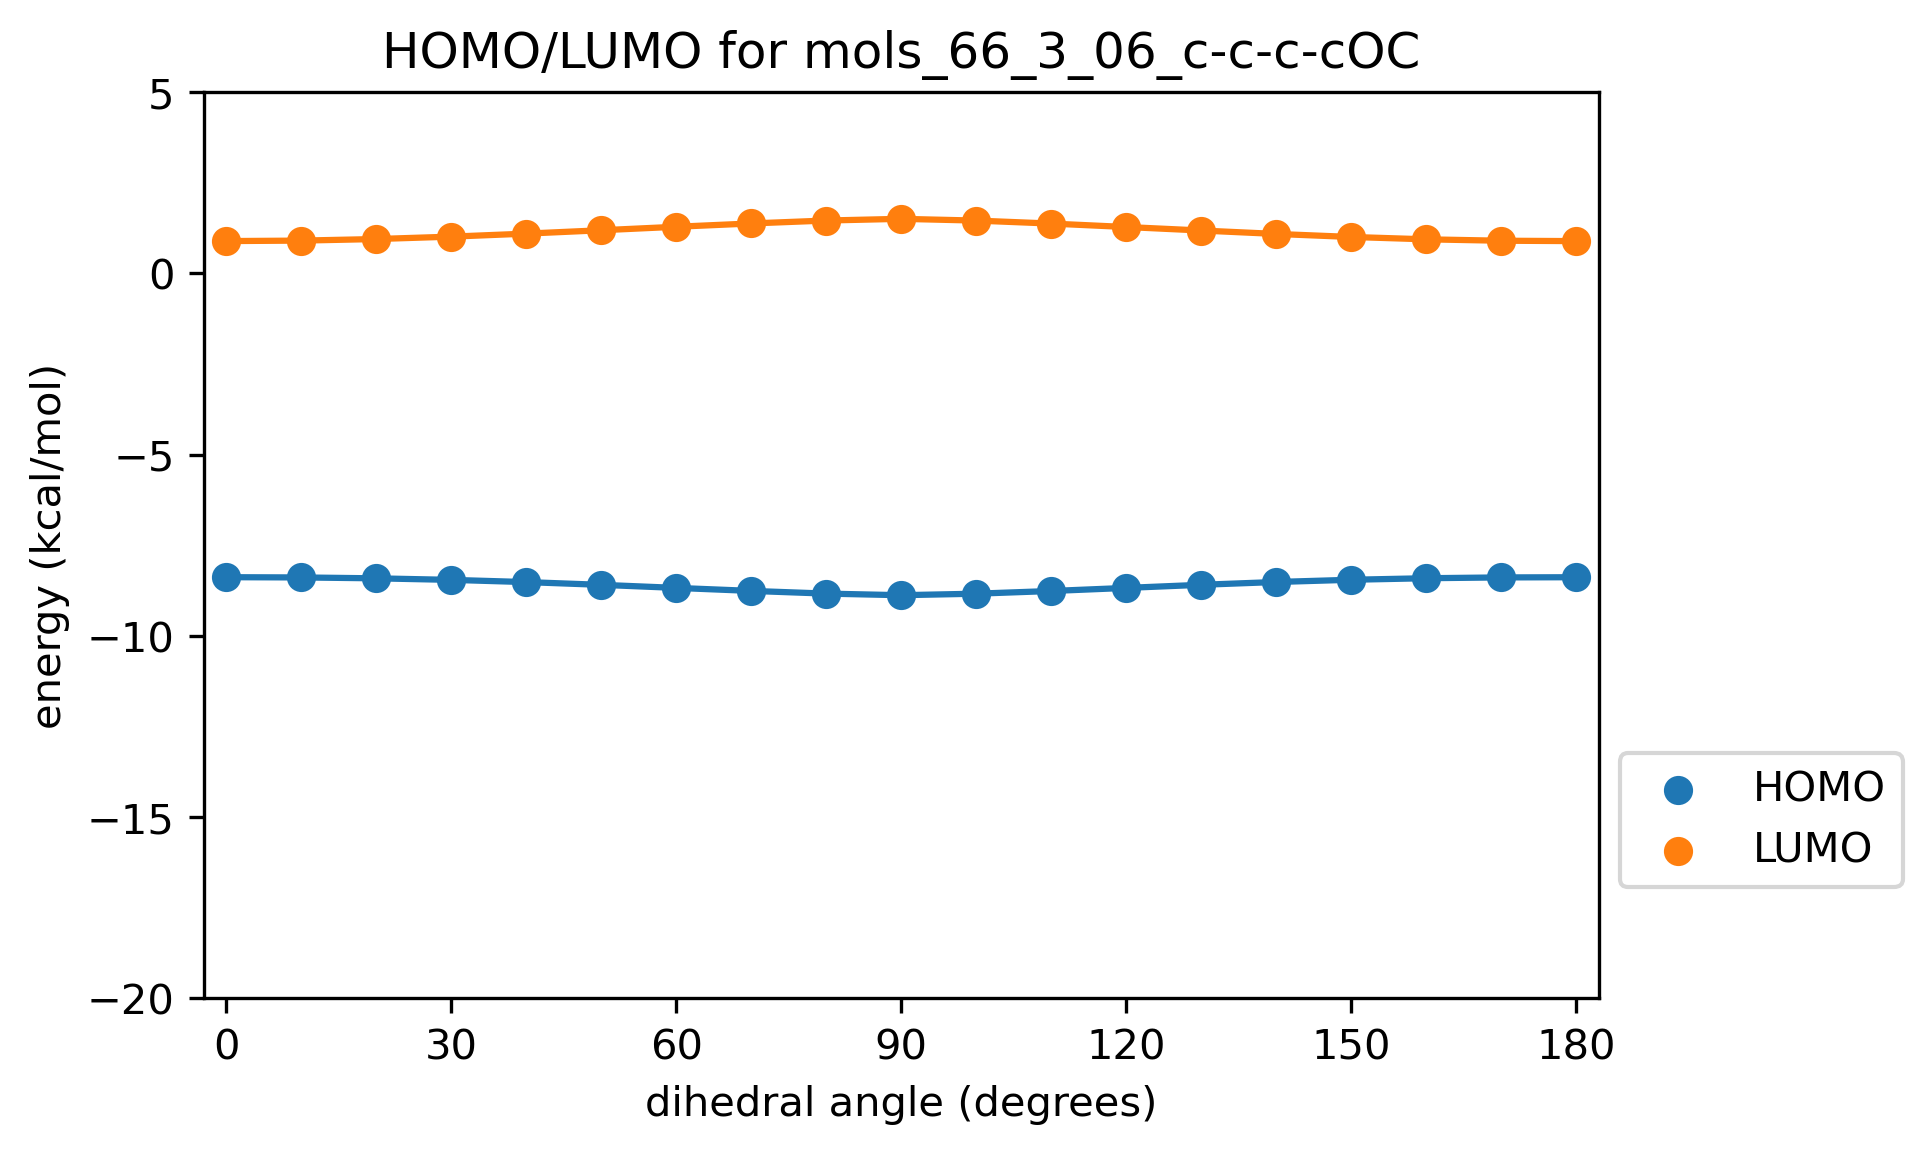 HOMO/LUMO for mols_66_3_06_c-c-c-cOC
5
0
−5
−10
−15
−20
energy (kcal/mol)
0 30 60 90 120 150 180
dihedral angle (degrees)
HOMO
LUMO